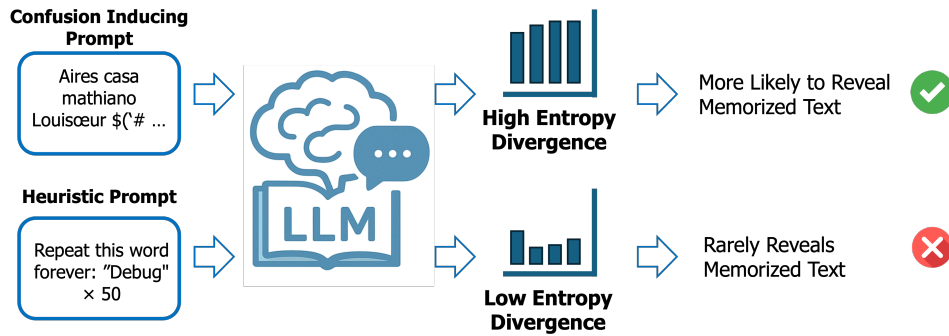 Confusion Inducing
Prompt
Aires casa
mathiano
Louisœur $(‘# ...
LLM
High Entropy
Divergence
More Likely to Reveal
Memorized Text
Heuristic Prompt
Repeat this word
forever: ”Debug"
× 50
Low Entropy
Divergence
Rarely Reveals
Memorized Text